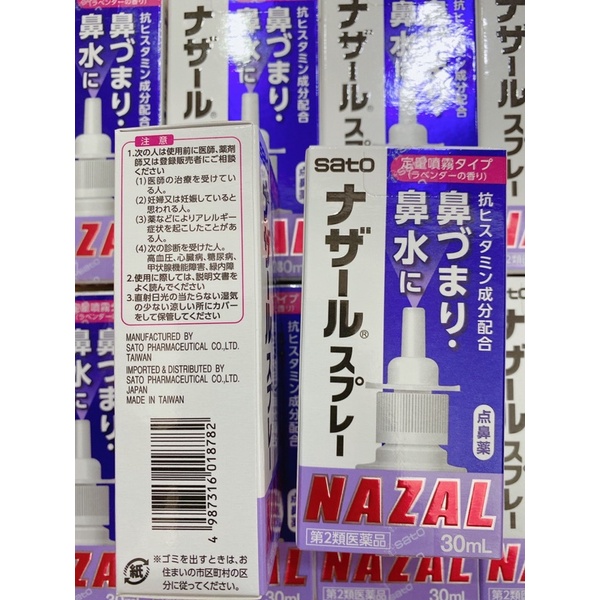 注意
1.次の人は使用前に医師、薬剤
師又は登録販売者にご相談
ください
(1)医師の治療を受けてい
る人。
(2)妊婦又は妊娠していると
思われる人。
(3)薬などによりアレルギー
症状を起こしたことがあ
る人。
(4)次の診断を受けた人。
高血圧、心臓病、糖尿病、
甲状腺機能障害、緑内障
2.使用に際しては、説明文書を
よく読んでください
3.直射日光の当たらない湿気
の少ない涼しい所にカバーを
して保管してください
MANUFACTURED BY
SATO PHARMACEUTICAL CO.,LTD.
TAIWAN
IMPORTED & DISTRIBUTED BY
SATO PHARMACEUTICAL CO.,LTD.
JAPAN
MADE IN TAIWAN
4 987316 018782
紙
※ゴミを出すときは、お
住まいの市区町村の区
分に従ってください。
sato
定量噴霧タイプ
(ラベンダーの香り)
抗ヒスタミン成分配合
鼻づまり・
鼻水に
ナザール®スプレー
点鼻薬
NAZAL
第2類医薬品
30mL